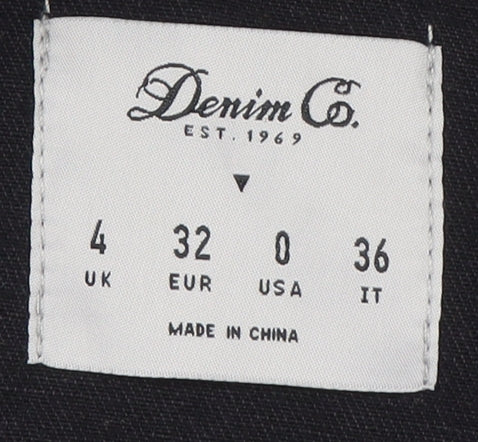 Denim Co.
EST. 1969
4 32 0 36
UK EUR USA IT
MADE IN CHINA